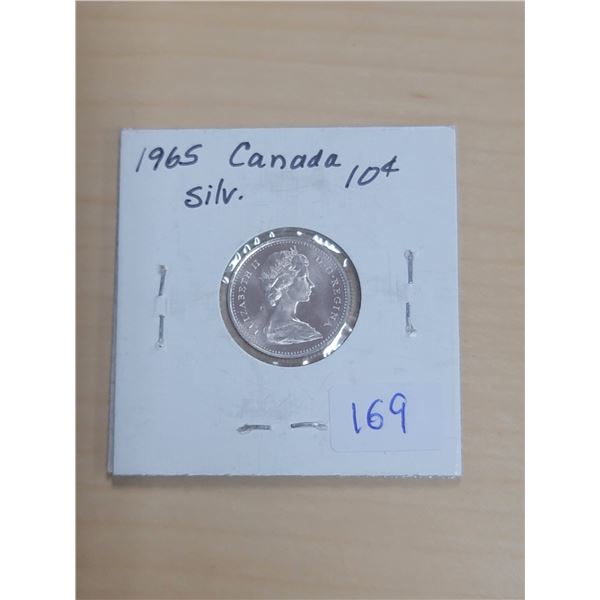 1965 Canada 10¢
Silv.
ELIZABETH II D·G·REGINA
169